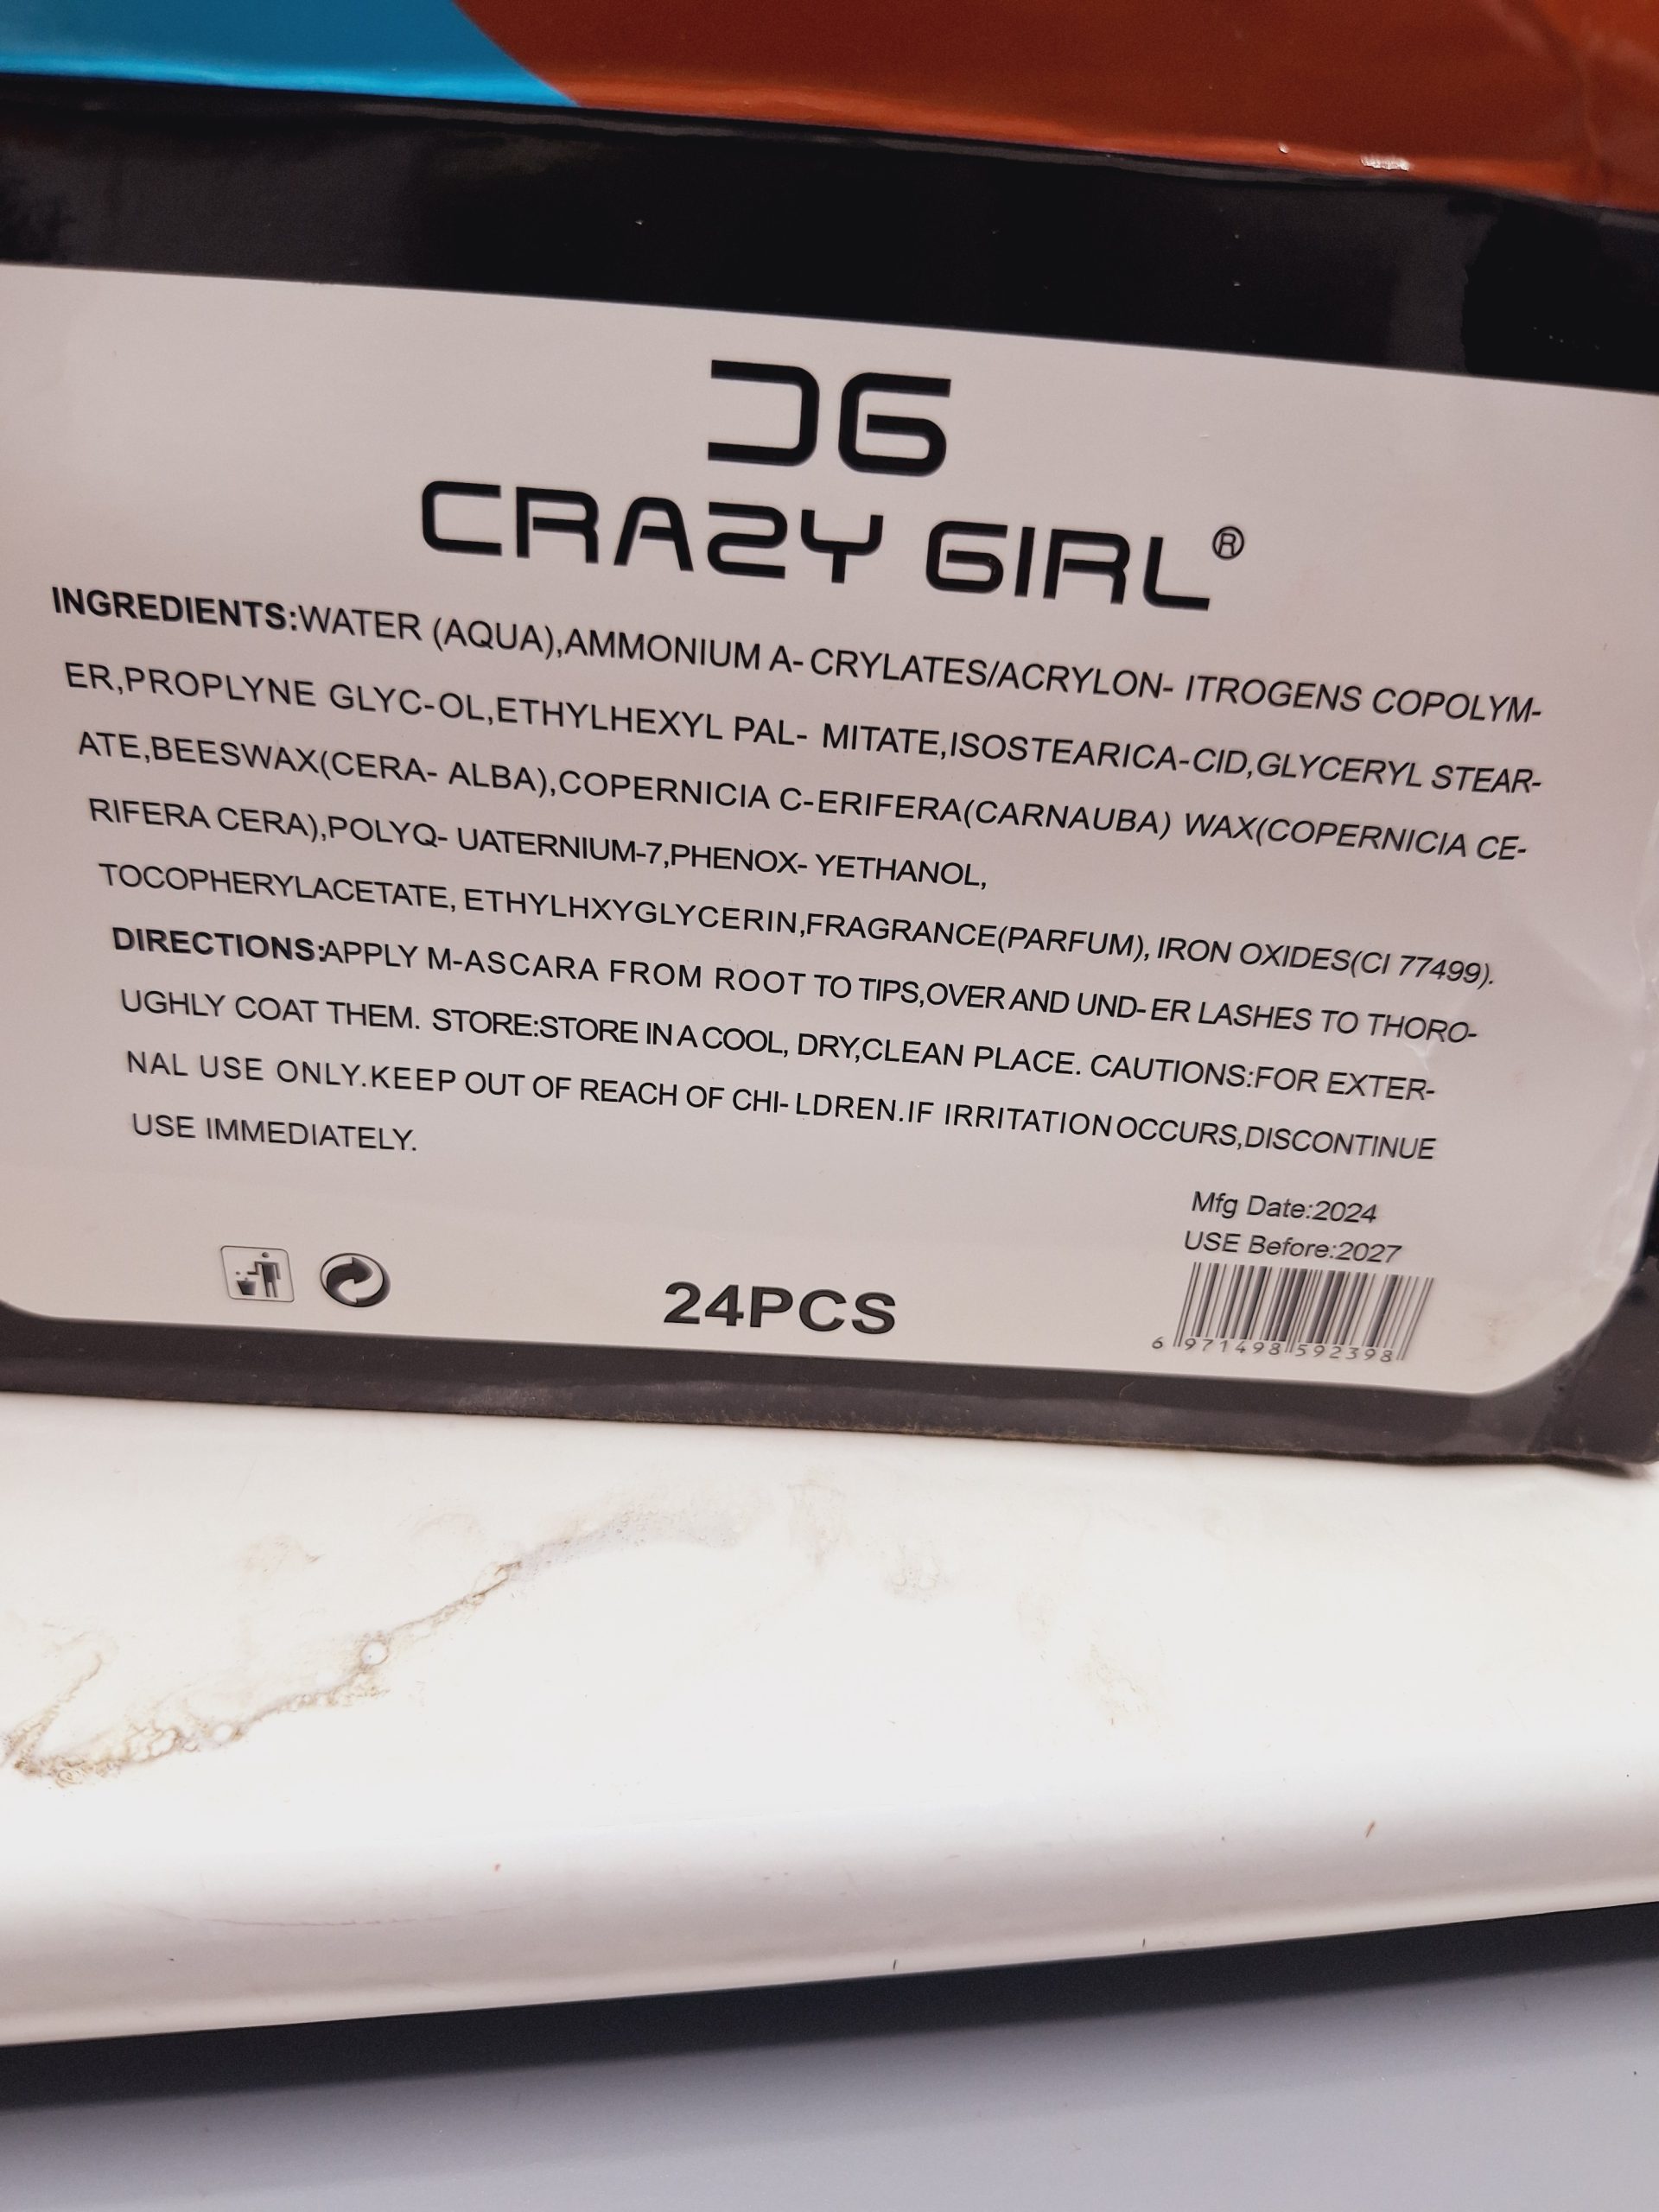 CG
CRAZY GIRL®
INGREDIENTS:WATER (AQUA),AMMONIUM A- CRYLATES/ACRYLON- ITROGENS COPOLYM-
ER,PROPLYNE GLYC-OL,ETHYLHEXYL PAL- MITATE,ISOSTEARICA-CID,GLYCERYL STEAR-
ATE,BEESWAX(CERA- ALBA),COPERNICIA C-ERIFERA(CARNAUBA) WAX(COPERNICIA CE-
RIFERA CERA),POLYQ- UATERNIUM-7,PHENOX- YETHANOL,
TOCOPHERYLACETATE, ETHYLHXYGLYCERIN,FRAGRANCE(PARFUM), IRON OXIDES(CI 77499).
DIRECTIONS:APPLY M-ASCARA FROM ROOT TO TIPS,OVER AND UND-ER LASHES TO THORO-
UGHLY COAT THEM. STORE:STORE IN A COOL, DRY,CLEAN PLACE. CAUTIONS:FOR EXTER-
NAL USE ONLY.KEEP OUT OF REACH OF CHI- LDREN.IF IRRITATION OCCURS,DISCONTINUE
USE IMMEDIATELY.
Mfg Date:2024
USE Before:2027
24PCS
6 971498 592398